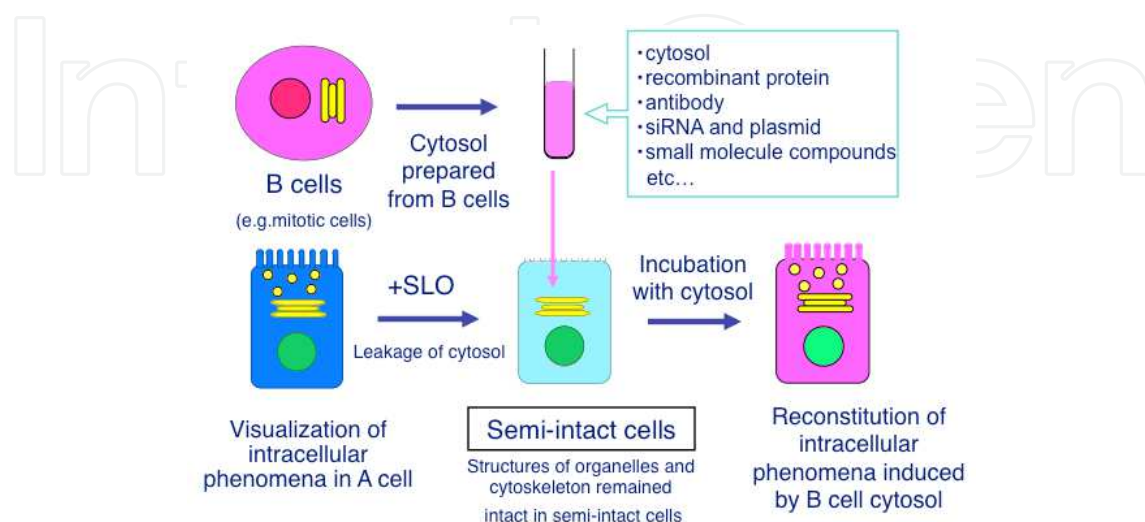 B cells
(e.g.mitotic cells)
Cytosol
prepared
from B cells
・cytosol
・recombinant protein
・antibody
・siRNA and plasmid
・small molecule compounds
etc…
+SLO
Leakage of cytosol
Incubation
with cytosol
Visualization of
intracellular
phenomena in A cell
Semi-intact cells
Structures of organelles and
cytoskeleton remained
intact in semi-intact cells
Reconstitution of
intracellular
phenomena induced
by B cell cytosol